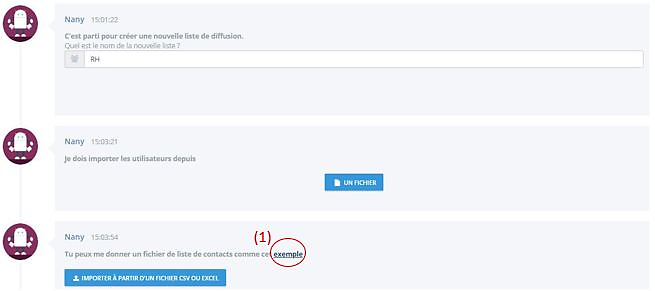 Nany 15:01:22
C'est parti pour créer une nouvelle liste de diffusion.
Quel est le nom de la nouvelle liste ?
RH
Nany 15:03:21
Je dois importer les utilisateurs depuis
UN FICHIER
Nany 15:03:54
(1)
Tu peux me donner un fichier de liste de contacts comme cet exemple
IMPORTER À PARTIR D'UN FICHIER CSV OU EXCEL